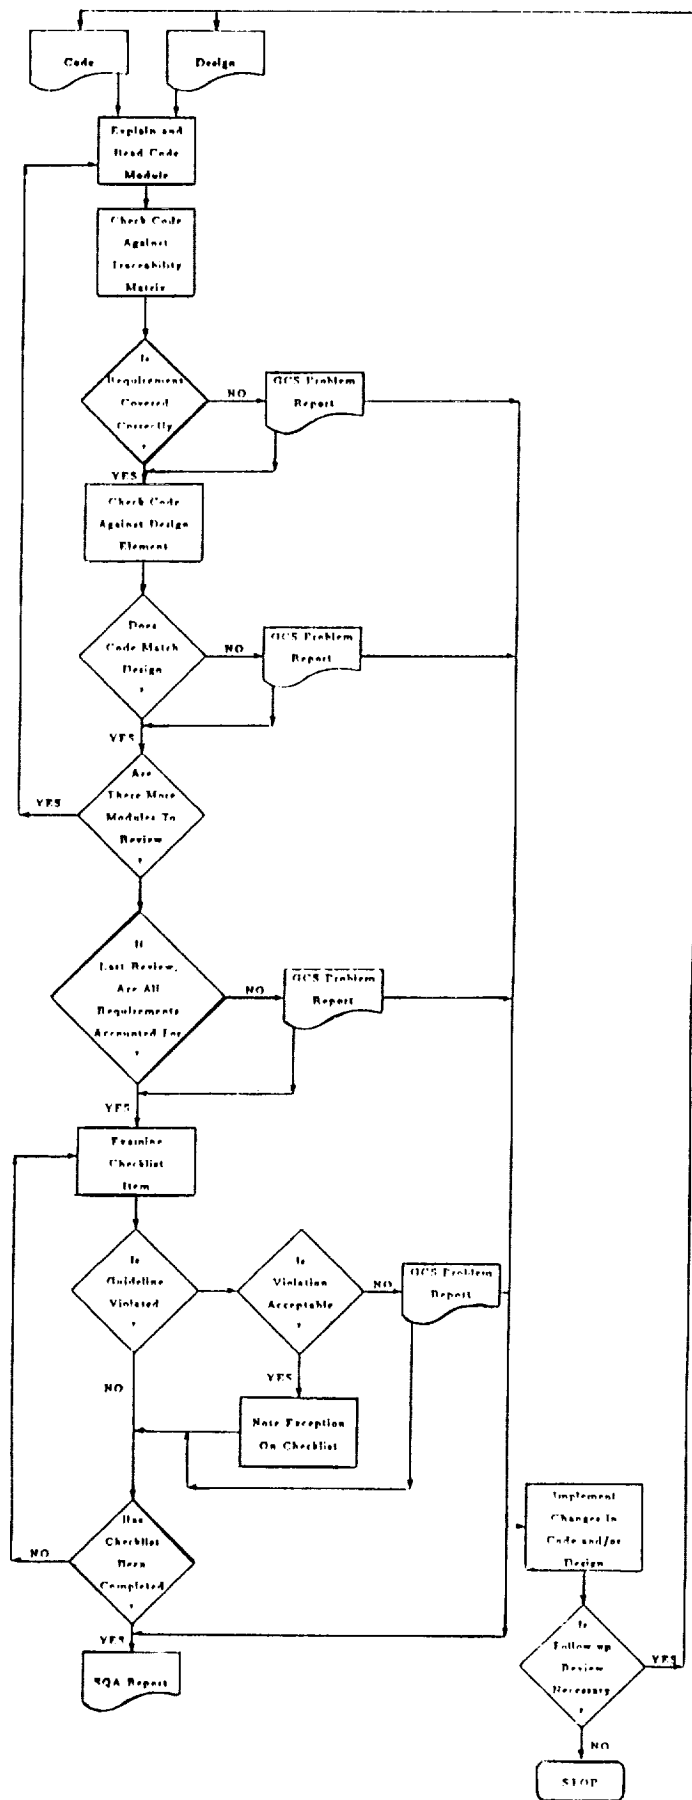 Code
Design
Explain and
Read Code
Module
Check Code
Against
Traceability
Matrix
Is
Requirement
Covered
Correctly
?
NO
GCS Problem
Report
YES
Check Code
Against Design
Element
Does
Code Match
Design
?
NO
GCS Problem
Report
YES
Are
There More
Modules To
Review
?
YES
If
Last Review,
Are All
Requirements
Accounted For
?
NO
GCS Problem
Report
YES
Examine
Checklist
Item
Is
Guideline
Violated
?
Is
Violation
Acceptable
?
NO
GCS Problem
Report
NO
YES
Note Exception
On Checklist
Has
Checklist
Been
Completed
?
NO
YES
SQA Report
Implement
Changes In
Code and/or
Design
Is
Follow up
Review
Necessary
?
YES
NO
STOP